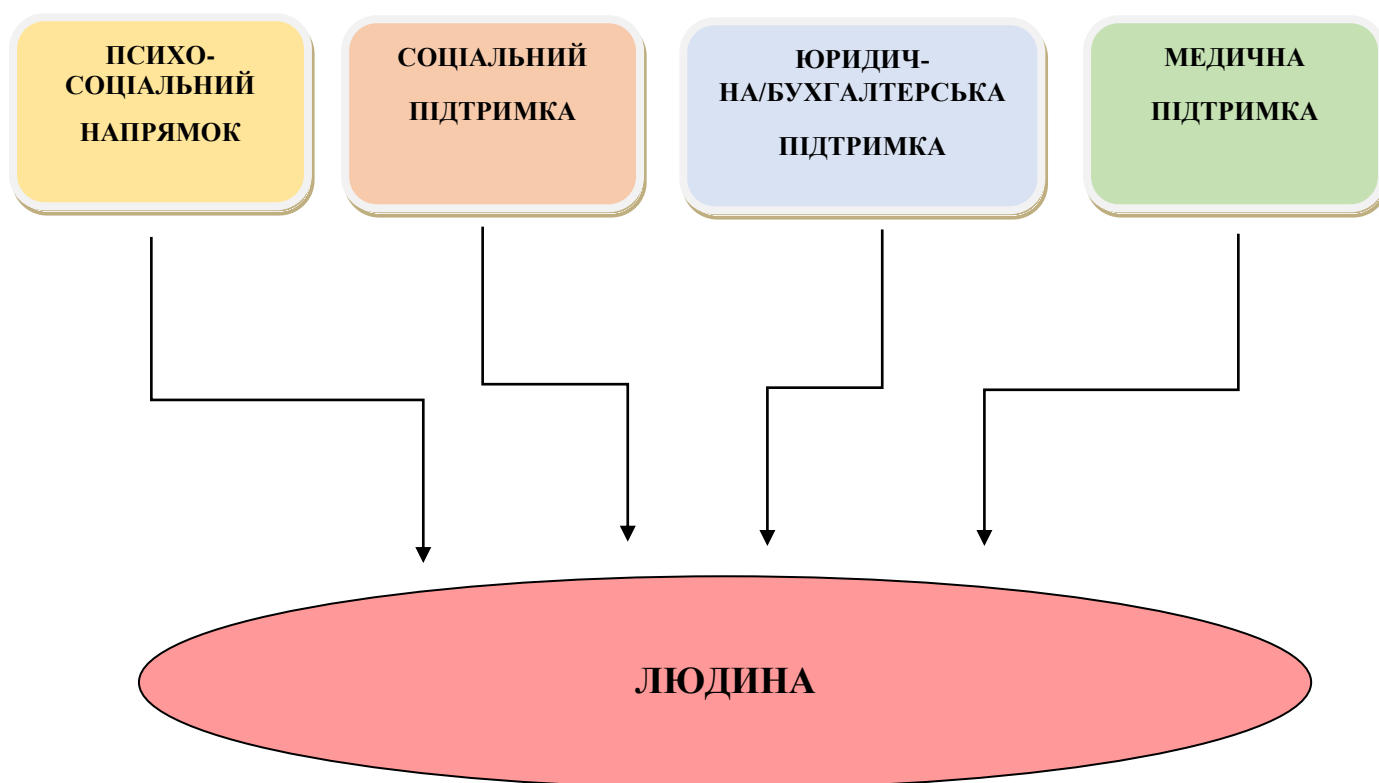 ПСИХО-
СОЦІАЛЬНИЙ
НАПРЯМОК
СОЦІАЛЬНИЙ
ПІДТРИМКА
ЮРИДИЧ-
НА/БУХГАЛТЕРСЬКА
ПІДТРИМКА
МЕДИЧНА
ПІДТРИМКА
ЛЮДИНА